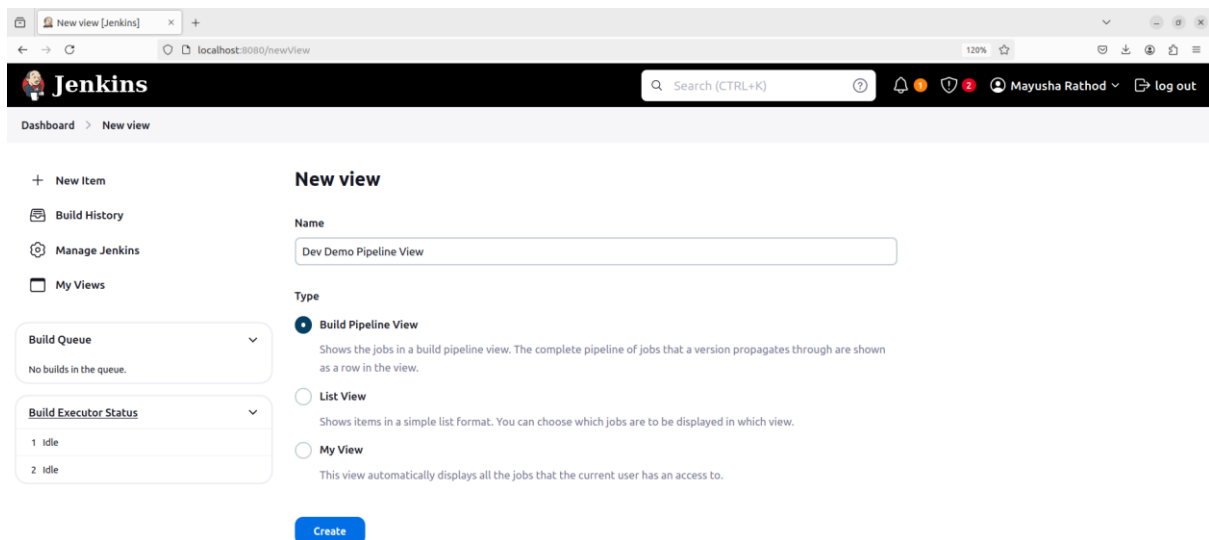 New view [Jenkins]
localhost:8080/newView
120%
Jenkins
Search (CTRL+K)
1
2
Mayusha Rathod
log out
Dashboard > New view
New Item
Build History
Manage Jenkins
My Views
Build Queue
No builds in the queue.
Build Executor Status
1 Idle
2 Idle
New view
Name
Dev Demo Pipeline View
Type
Build Pipeline View
Shows the jobs in a build pipeline view. The complete pipeline of jobs that a version propagates through are shown
as a row in the view.
List View
Shows items in a simple list format. You can choose which jobs are to be displayed in which view.
My View
This view automatically displays all the jobs that the current user has an access to.
Create